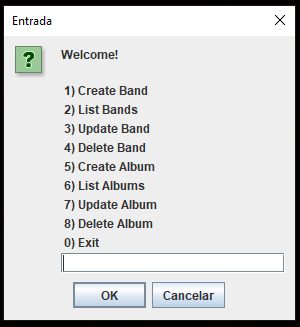 Entrada
?
Welcome!
1) Create Band
2) List Bands
3) Update Band
4) Delete Band
5) Create Album
6) List Albums
7) Update Album
8) Delete Album
0) Exit
OK Cancelar